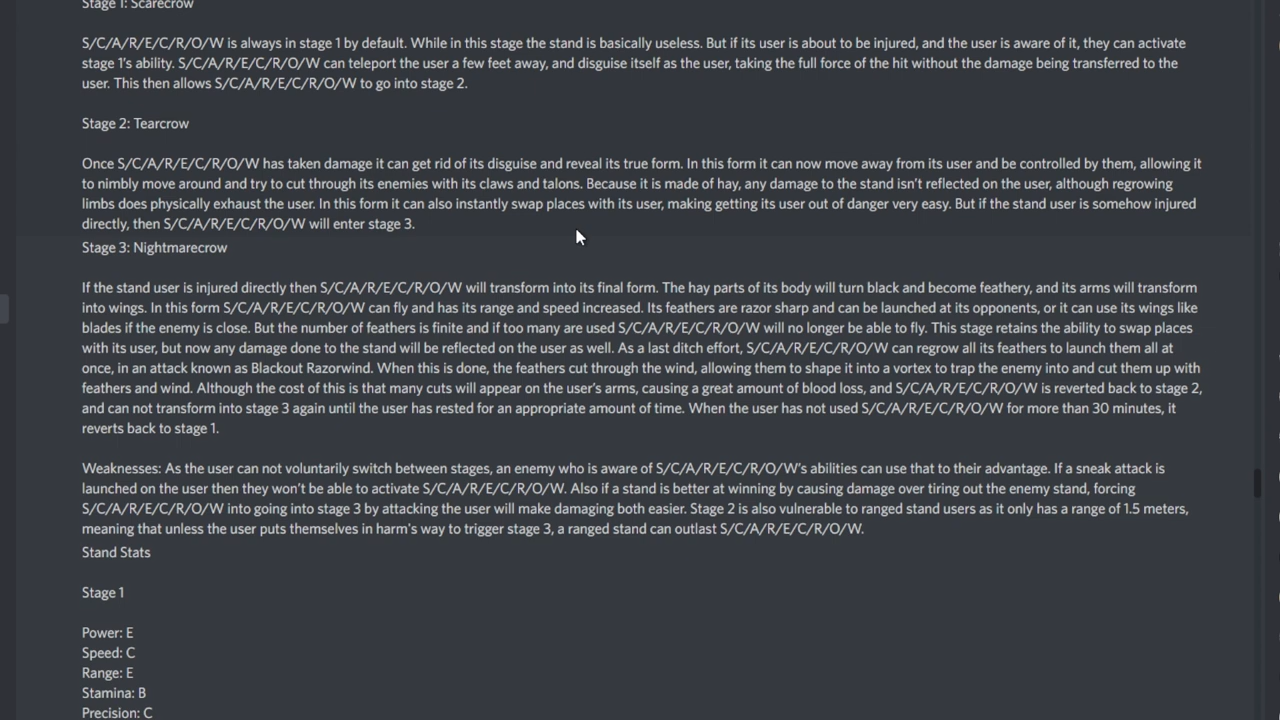 Stage 1: Scarecrow
S/C/A/R/E/C/R/O/W is always in stage 1 by default. While in this stage the stand is basically useless. But if its user is about to be injured, and the user is aware of it, they can activate
stage 1's ability. S/C/A/R/E/C/R/O/W can teleport the user a few feet away, and disguise itself as the user, taking the full force of the hit without the damage being transferred to the
user. This then allows S/C/A/R/E/C/R/O/W to go into stage 2.
Stage 2: Tearcrow
Once S/C/A/R/E/C/R/O/W has taken damage it can get rid of its disguise and reveal its true form. In this form it can now move away from its user and be controlled by them, allowing it
to nimbly move around and try to cut through its enemies with its claws and talons. Because it is made of hay, any damage to the stand isn't reflected on the user, although regrowing
limbs does physically exhaust the user. In this form it can also instantly swap places with its user, making getting its user out of danger very easy. But if the stand user is somehow injured
directly, then S/C/A/R/E/C/R/O/W will enter stage 3.
Stage 3: Nightmarecrow
If the stand user is injured directly then S/C/A/R/E/C/R/O/W will transform into its final form. The hay parts of its body will turn black and become feathery, and its arms will transform
into wings. In this form S/C/A/R/E/C/R/O/W can fly and has its range and speed increased. Its feathers are razor sharp and can be launched at its opponents, or it can use its wings like
blades if the enemy is close. But the number of feathers is finite and if too many are used S/C/A/R/E/C/R/O/W will no longer be able to fly. This stage retains the ability to swap places
with its user, but now any damage done to the stand will be reflected on the user as well. As a last ditch effort, S/C/A/R/E/C/R/O/W can regrow all its feathers to launch them all at
once, in an attack known as Blackout Razorwind. When this is done, the feathers cut through the wind, allowing them to shape it into a vortex to trap the enemy into and cut them up with
feathers and wind. Although the cost of this is that many cuts will appear on the user's arms, causing a great amount of blood loss, and S/C/A/R/E/C/R/O/W is reverted back to stage 2,
and can not transform into stage 3 again until the user has rested for an appropriate amount of time. When the user has not used S/C/A/R/E/C/R/O/W for more than 30 minutes, it
reverts back to stage 1.
Weaknesses: As the user can not voluntarily switch between stages, an enemy who is aware of S/C/A/R/E/C/R/O/W's abilities can use that to their advantage. If a sneak attack is
launched on the user then they won't be able to activate S/C/A/R/E/C/R/O/W. Also if a stand is better at winning by causing damage over tiring out the enemy stand, forcing
S/C/A/R/E/C/R/O/W into going into stage 3 by attacking the user will make damaging both easier. Stage 2 is also vulnerable to ranged stand users as it only has a range of 1.5 meters,
meaning that unless the user puts themselves in harm's way to trigger stage 3, a ranged stand can outlast S/C/A/R/E/C/R/O/W.
Stand Stats
Stage 1
Power: E
Speed: C
Range: E
Stamina: B
Precision: C